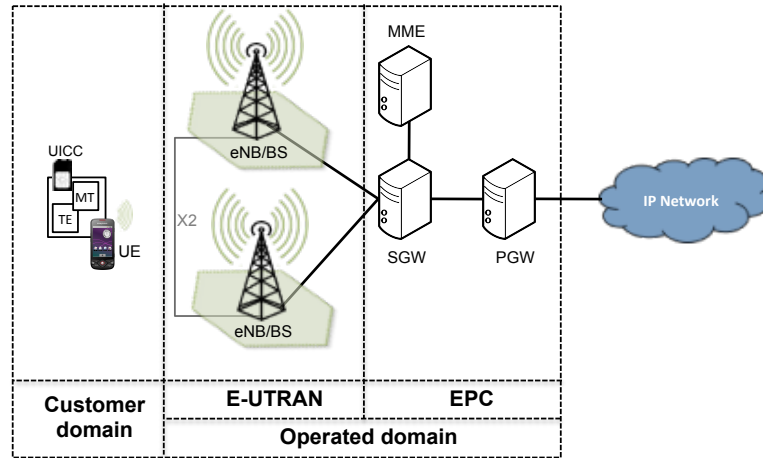 MME
eNB/BS
UICC
MT
TE
UE
X2
SGW
PGW
IP Network
eNB/BS
Customer
domain
E-UTRAN
EPC
Operated domain